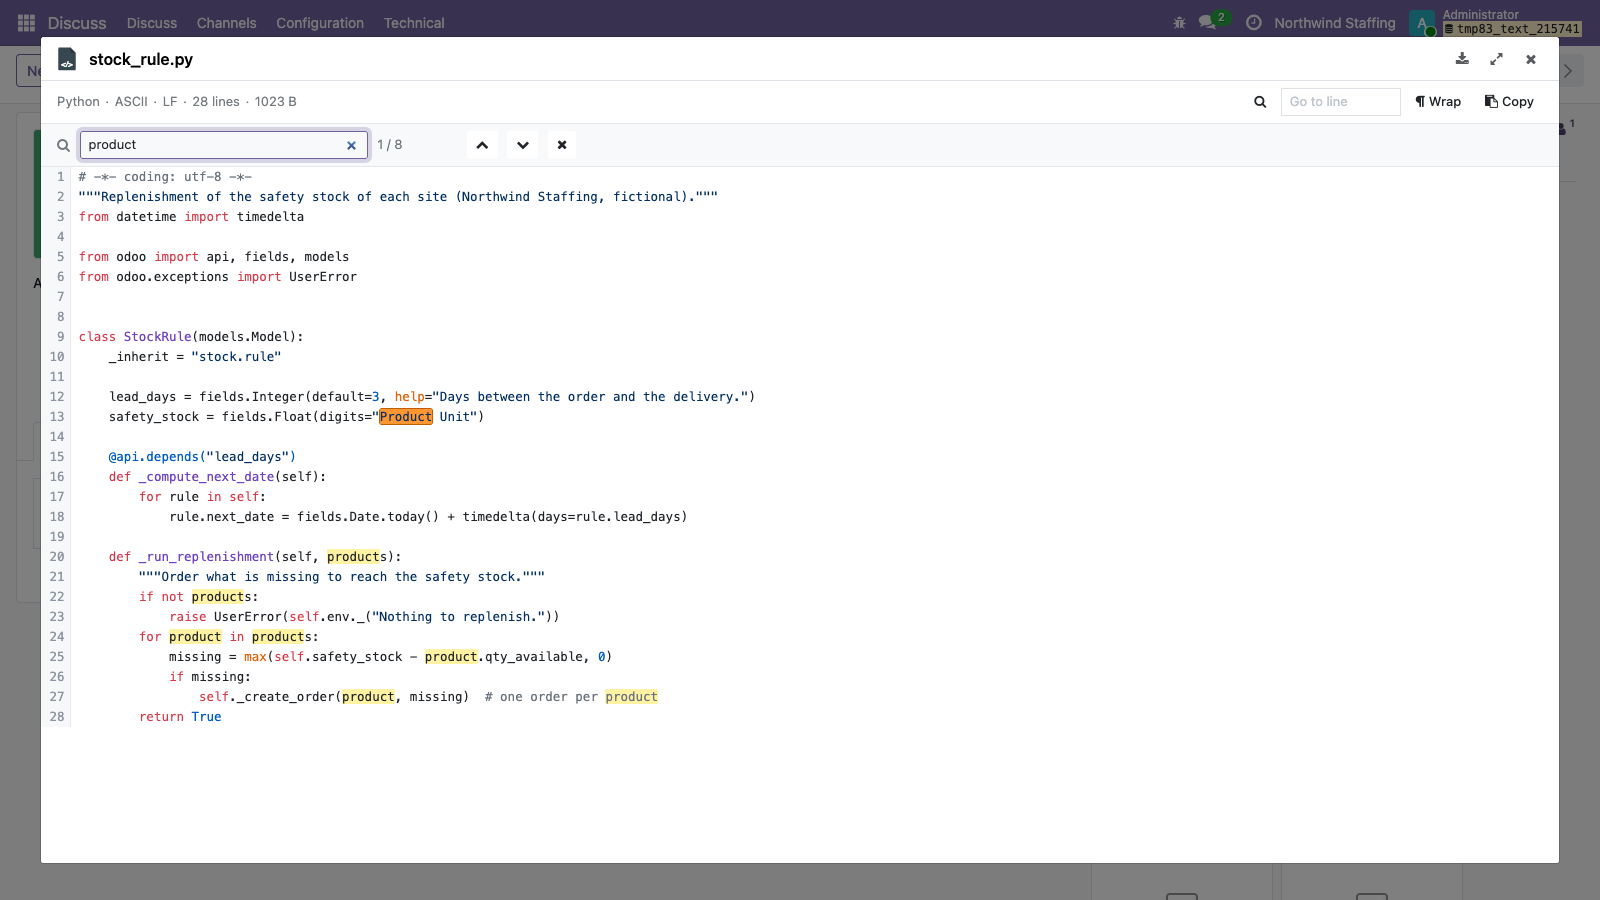 Discuss Discuss Channels Configuration Technical 2 Northwind Staffing A Administrator tmp83_text_215741
stock_rule.py
Python · ASCII · LF · 28 lines · 1023 B Go to line Wrap Copy
product 1 / 8
1 # -*- coding: utf-8 -*-
2 """Replenishment of the safety stock of each site (Northwind Staffing, fictional)."""
3 from datetime import timedelta
4
5 from odoo import api, fields, models
6 from odoo.exceptions import UserError
7
8
9 class StockRule(models.Model):
10     _inherit = "stock.rule"
11
12     lead_days = fields.Integer(default=3, help="Days between the order and the delivery.")
13     safety_stock = fields.Float(digits="Product Unit")
14
15     @api.depends("lead_days")
16     def _compute_next_date(self):
17         for rule in self:
18             rule.next_date = fields.Date.today() + timedelta(days=rule.lead_days)
19
20     def _run_replenishment(self, products):
21         """Order what is missing to reach the safety stock."""
22         if not products:
23             raise UserError(self.env._("Nothing to replenish."))
24         for product in products:
25             missing = max(self.safety_stock - product.qty_available, 0)
26             if missing:
27                 self._create_order(product, missing)  # one order per product
28         return True
1